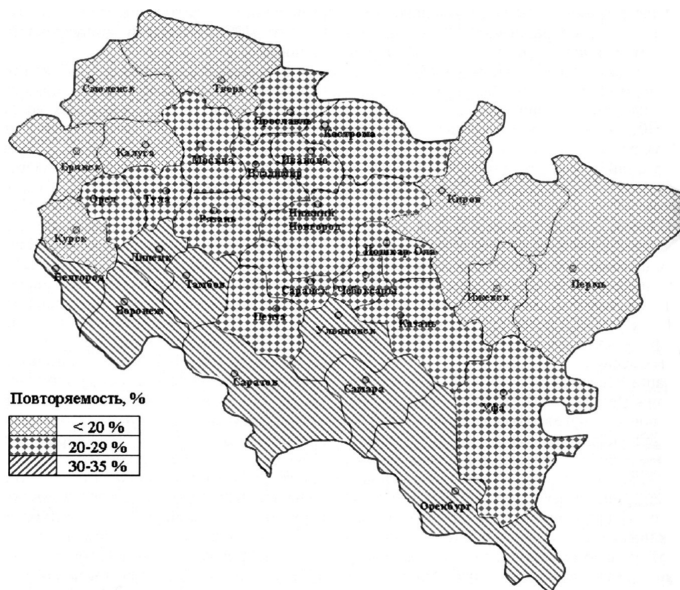 Смоленск
Тверь
Ярославль
Кострома
Брянск
Калуга
Москва
Иваново
Владимир
Орел
Тула
Рязань
Нижний
Новгород
Киров
Курск
Липецк
Йошкар-Ола
Белгород
Тамбов
Саранск
Чебоксары
Ижевск
Пермь
Воронеж
Пенза
Ульяновск
Казань
Саратов
Самара
Уфа
Оренбург
Повторяемость, %
< 20 %
20-29 %
30-35 %